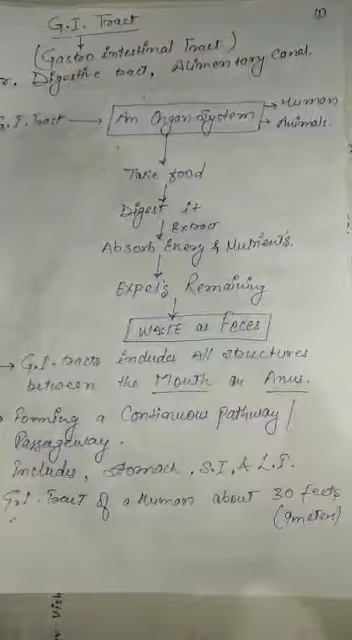 (1)
G.I. Tract
(Gastro Intestinal Tract)
or. Digestive tract, Alimentary Canal.
G.I. Tract → An Organ System → Human
→ Animals.
Take food
Digest it
Extract
Absorb Energy & Nutrients.
Expels Remaining
WASTE as Feces
→ G.I. tracts includes All structures
between the Mouth an Anus.
Forming a Continuous pathway /
Passageway.
includes, stomach, S.I, & L.I.
G.I. Tract of a Human about 30 feets
(9meter)